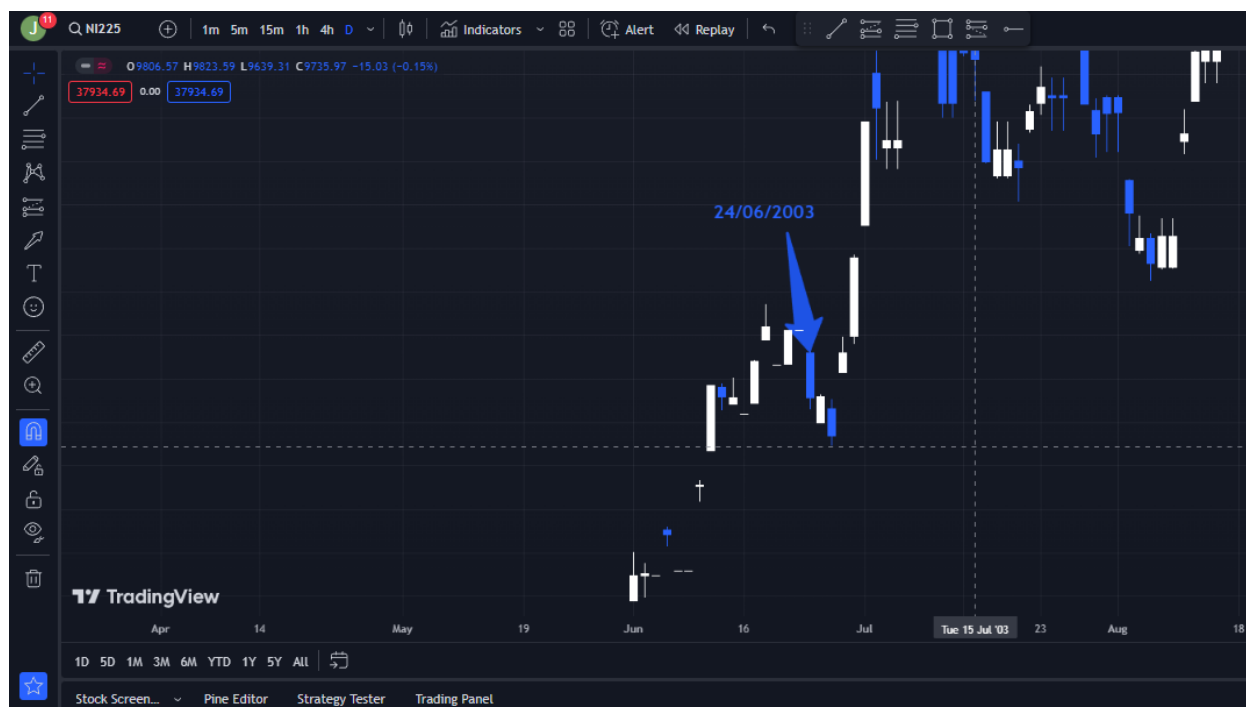 J 11 NI225 1m 5m 15m 1h 4h D Indicators Alert Replay
O9806.57 H9823.59 L9639.31 C9735.97 −15.03 (−0.15%)
37934.69 0.00 37934.69
24/06/2003
TradingView
Apr 14 May 19 Jun 16 Jul Tue 15 Jul '03 23 Aug 18
1D 5D 1M 3M 6M YTD 1Y 5Y All
Stock Screen... Pine Editor Strategy Tester Trading Panel